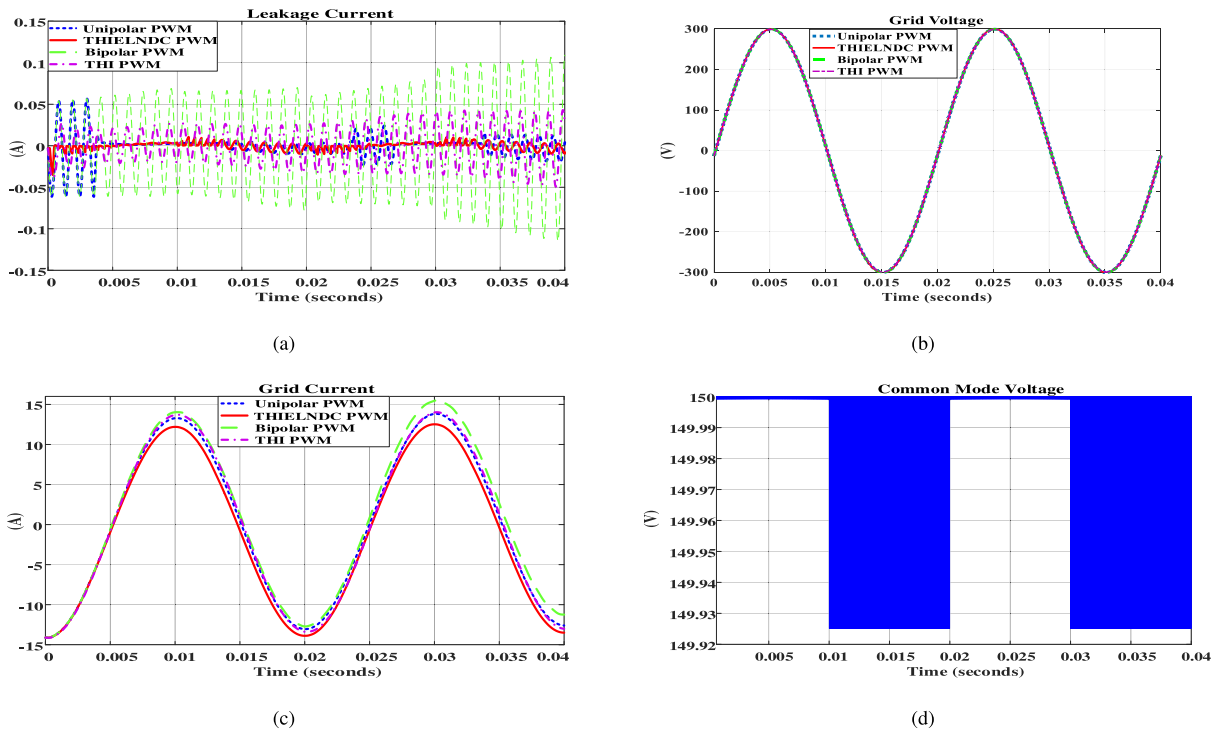 Leakage Current
0.15
0.1
0.05
0
-0.05
-0.1
-0.15
(A)
Unipolar PWM
THIELNDC PWM
Bipolar PWM
THI PWM
0 0.005 0.01 0.015 0.02 0.025 0.03 0.035 0.04
Time (seconds)
(a)
Grid Voltage
300
200
100
0
-100
-200
-300
(V)
Unipolar PWM
THIELNDC PWM
Bipolar PWM
THI PWM
0 0.005 0.01 0.015 0.02 0.025 0.03 0.035 0.04
Time (seconds)
(b)
Grid Current
15
10
5
0
-5
-10
-15
(A)
Unipolar PWM
THIELNDC PWM
Bipolar PWM
THI PWM
0.005 0.01 0.015 0.02 0.025 0.03 0.035 0.04
Time (seconds)
(c)
Common Mode Voltage
150
149.99
149.98
149.97
149.96
149.95
149.94
149.93
149.92
(V)
0.005 0.01 0.015 0.02 0.025 0.03 0.035 0.04
Time (seconds)
(d)